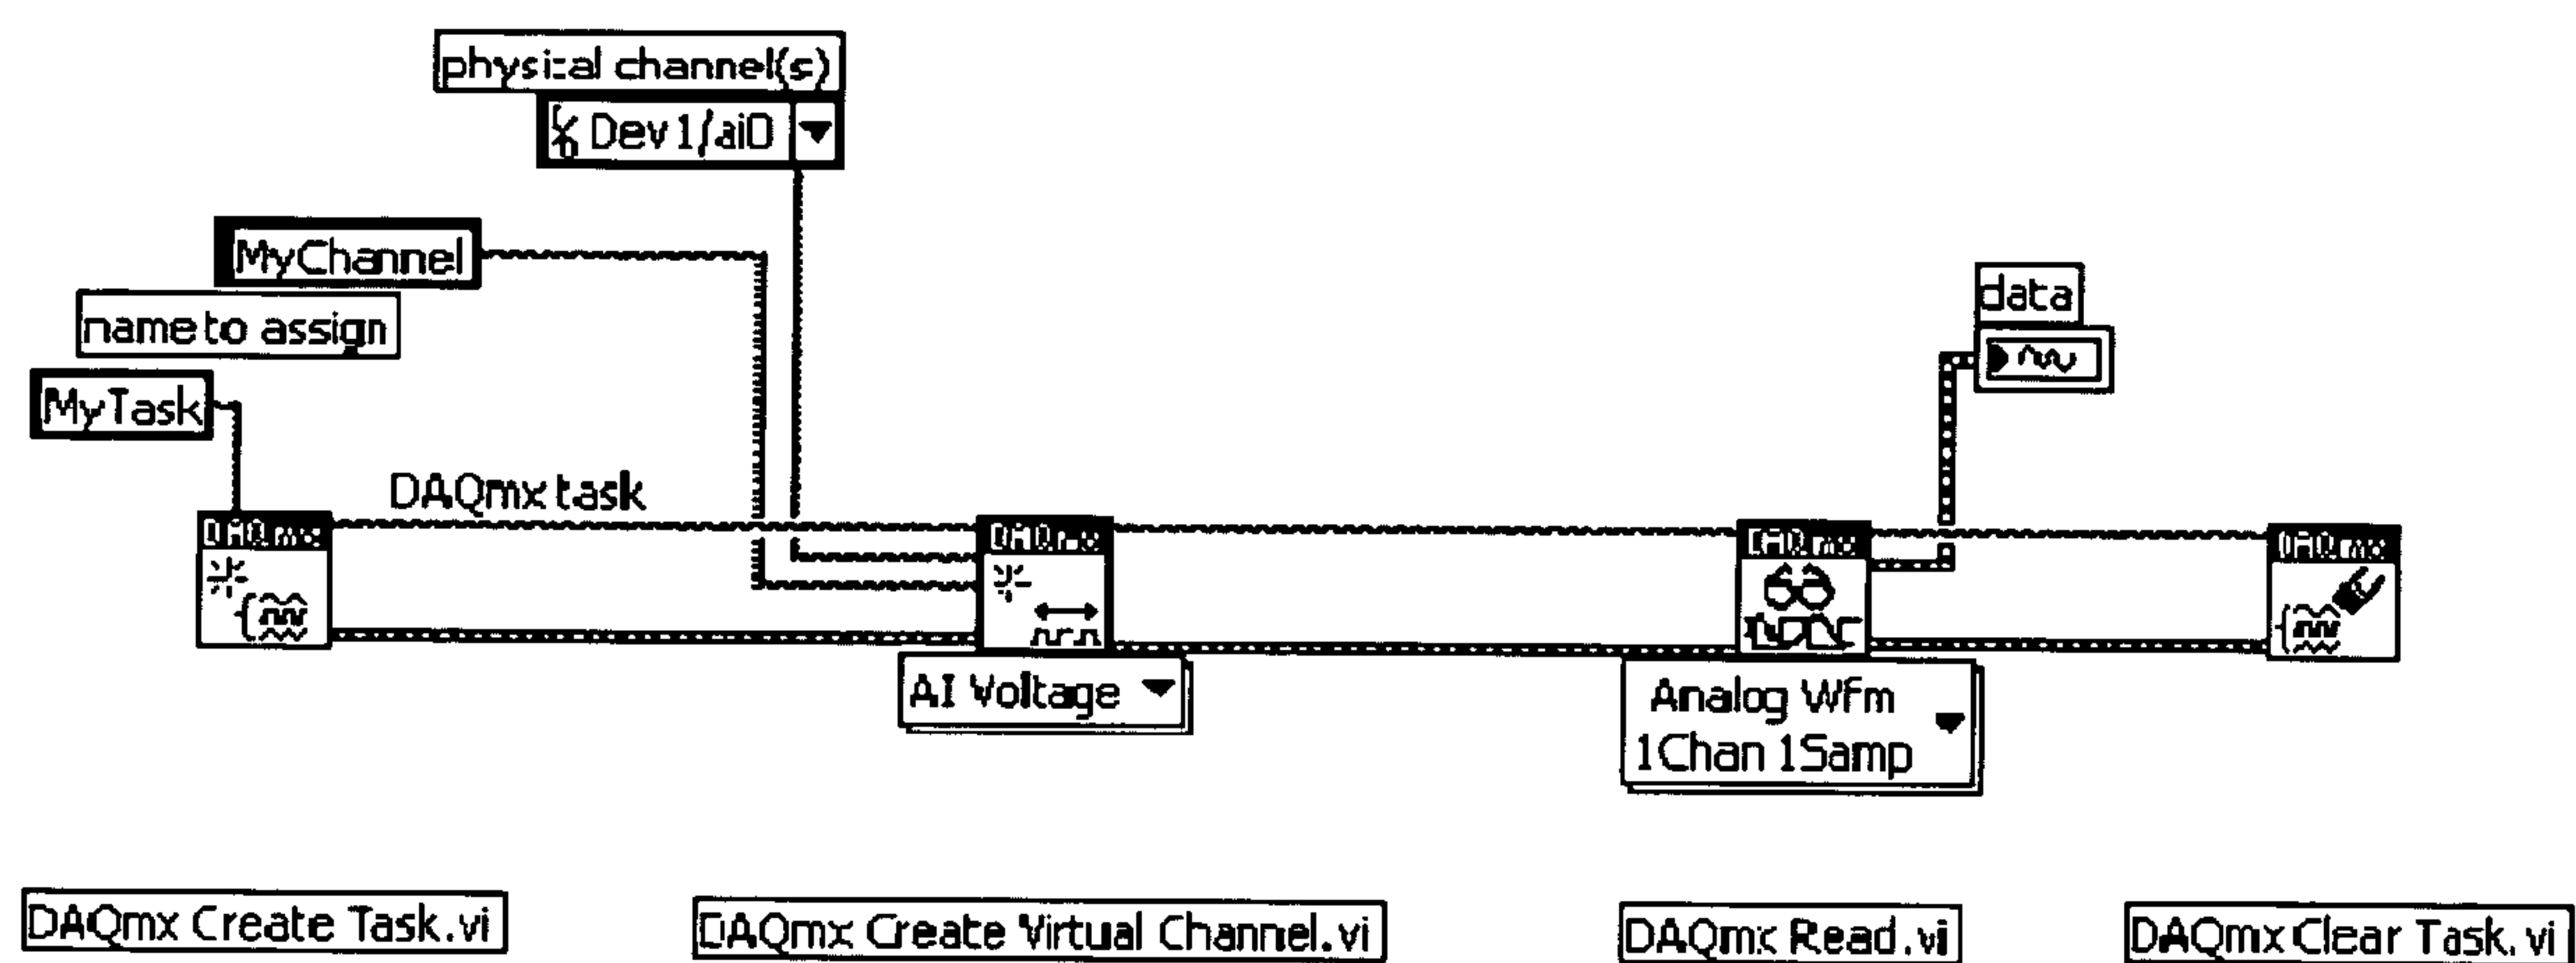 physical channel(s)
Dev1/ai0
MyChannel
name to assign
MyTask
data
DAQmx task
DAQmx
DAQmx
DAQmx
DAQmx
AI Voltage
Analog Wfm
1Chan 1Samp
DAQmx Create Task.vi
DAQmx Create Virtual Channel.vi
DAQmx Read.vi
DAQmx Clear Task.vi